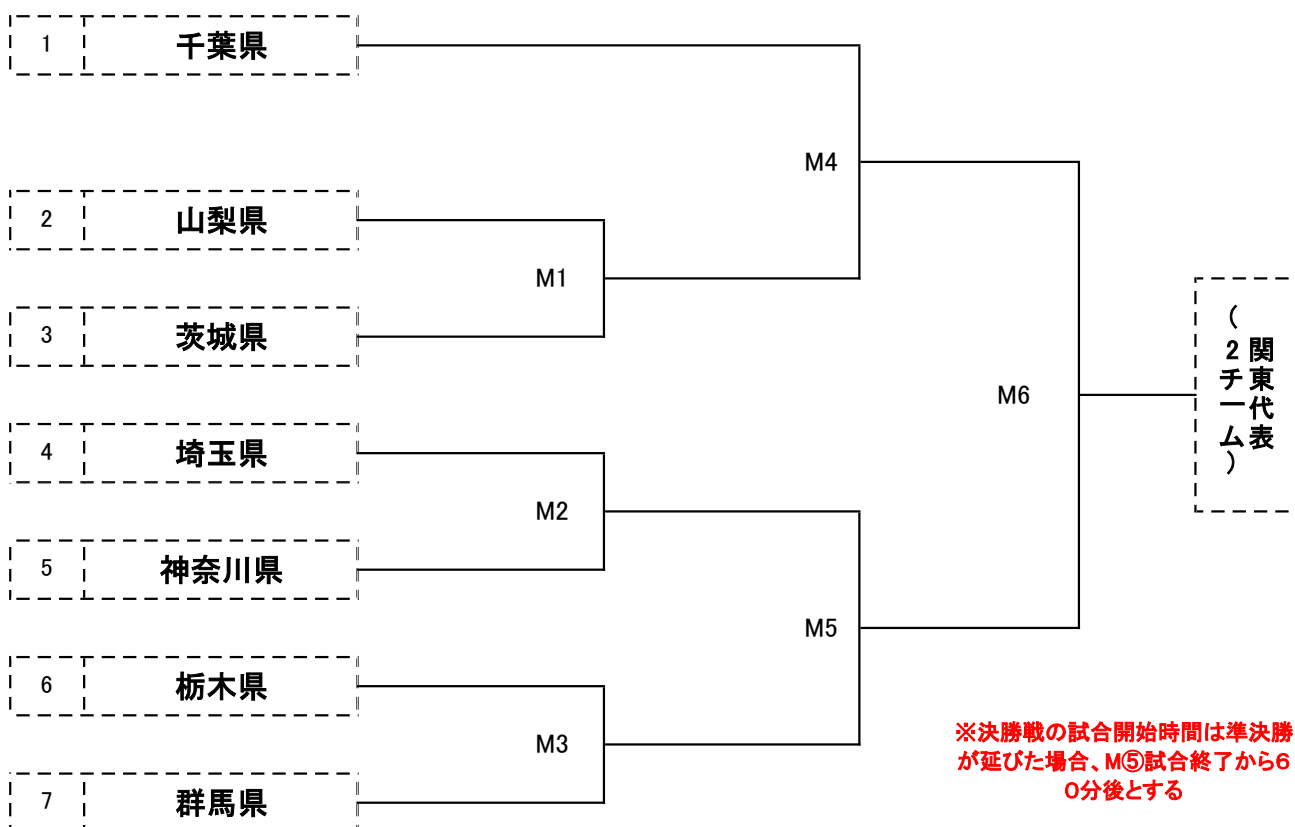 1 千葉県
M4
2 山梨県
M1
3 茨城県
関東代表
(2チーム)
M6
4 埼玉県
M2
5 神奈川県
M5
6 栃木県
M3
7 群馬県
※決勝戦の試合開始時間は準決勝
が延びた場合、M⑤試合終了から6
0分後とする